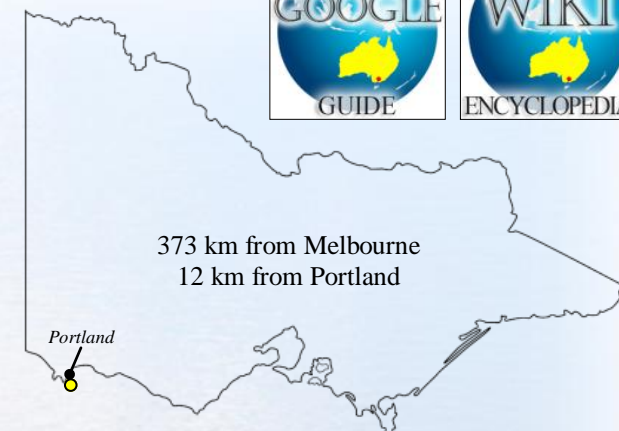 GOOGLE
GUIDE
WIKI
ENCYCLOPEDIA
373 km from Melbourne
12 km from Portland
Portland